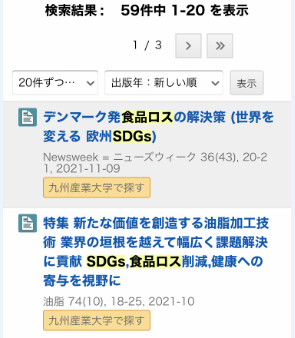 検索結果： 59件中 1-20 を表示
1 / 3 > »
20件ずつ… 出版年：新しい順 表示
デンマーク発食品ロスの解決策 (世界を
変える 欧州SDGs)
Newsweek = ニューズウィーク 36(43), 20-2
1, 2021-11-09
九州産業大学で探す
特集 新たな価値を創造する油脂加工技
術 業界の垣根を越えて幅広く課題解決
に貢献 SDGs,食品ロス削減,健康への
寄与を視野に
油脂 74(10), 18-25, 2021-10
九州産業大学で探す